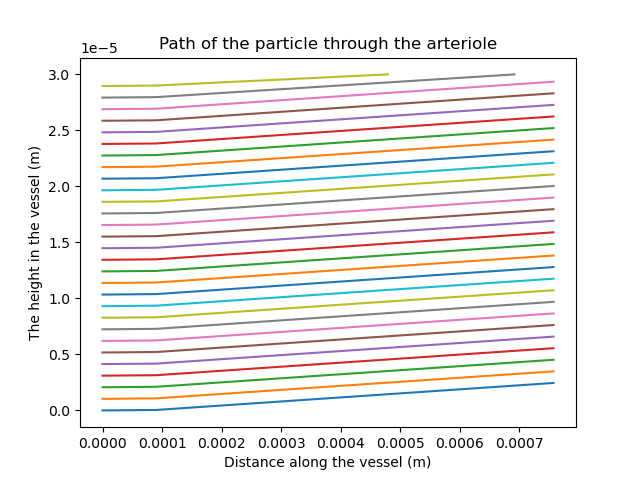 Path of the particle through the arteriole
1e−5
3.0
2.5
2.0
1.5
1.0
0.5
0.0
The height in the vessel (m)
0.0000 0.0001 0.0002 0.0003 0.0004 0.0005 0.0006 0.0007
Distance along the vessel (m)